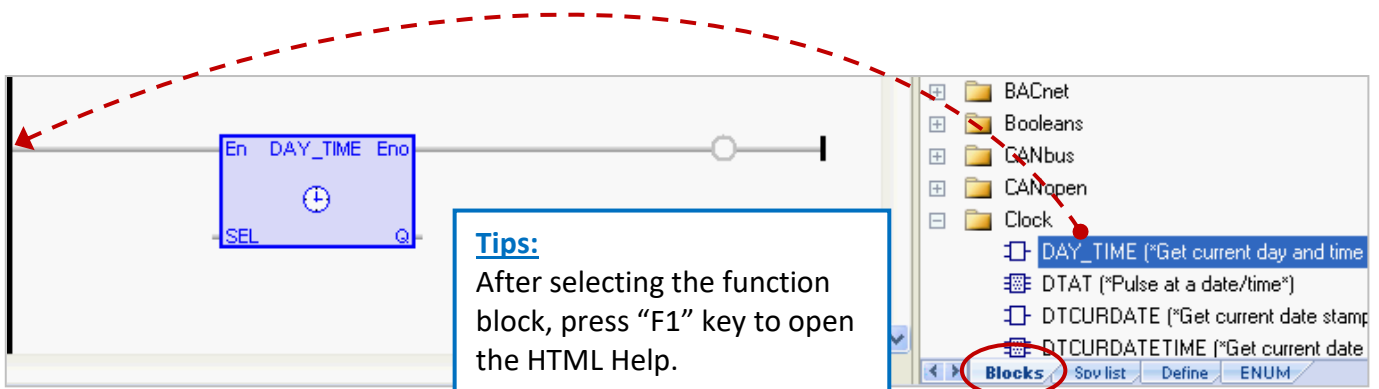 En DAY_TIME Eno
SEL Q
Tips:
After selecting the function
block, press “F1” key to open
the HTML Help.
BACnet
Booleans
CANbus
CANopen
Clock
DAY_TIME (*Get current day and time
DTAT (*Pulse at a date/time*)
DTCURDATE (*Get current date stamp
DTCURDATETIME (*Get current date
Blocks Spy list Define ENUM